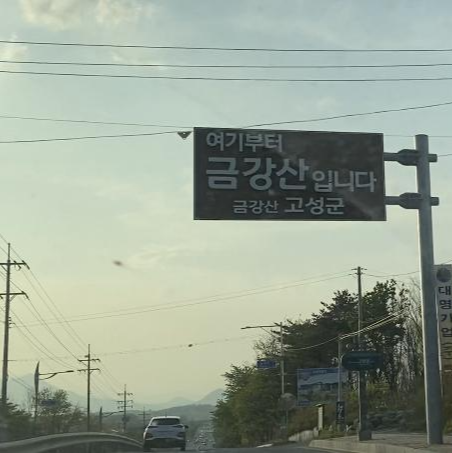 여기부터
금강산입니다
금강산 고성군